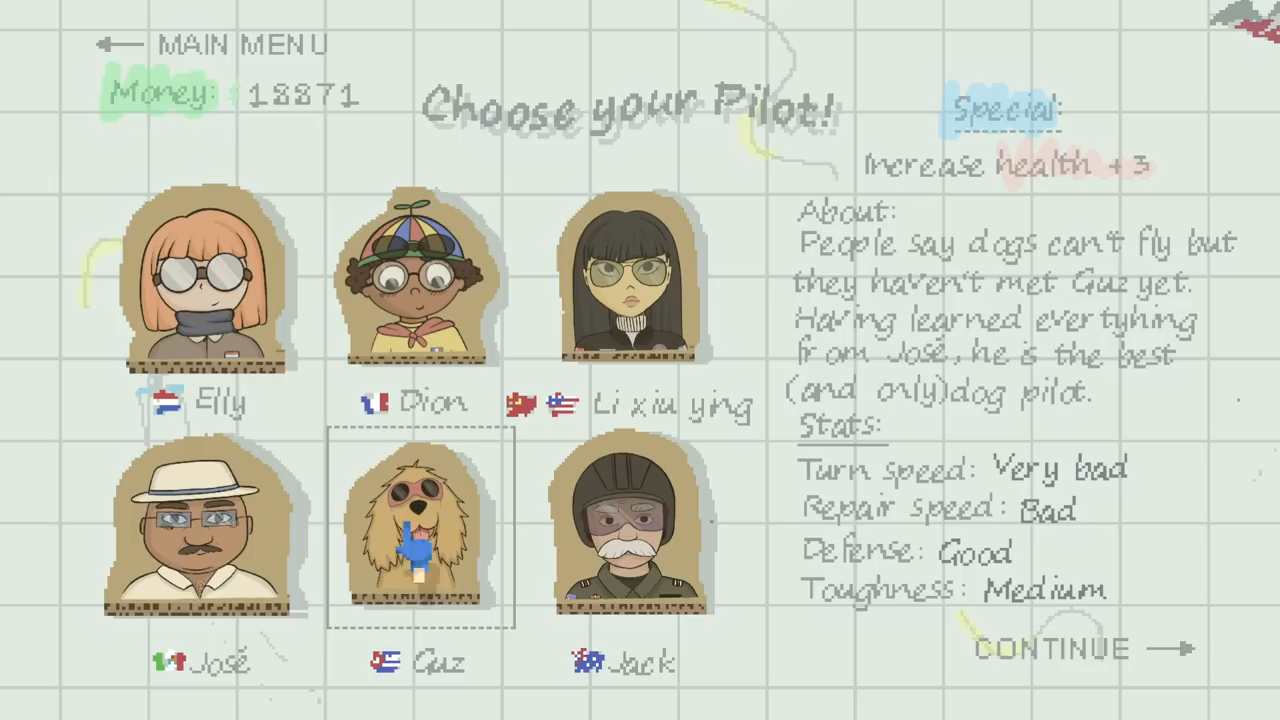 MAIN MENU
Money: 18871
Choose your Pilot!
Special:
Increase health +3
About:
People say dogs can't fly but
they haven't met Guz yet.
Having learned evertyhing
from José, he is the best
(and only)dog pilot.
Stats:
Turn speed: Very bad
Repair speed: Bad
Defense: Good
Toughness: Medium
Elly
Dion
Li xiu ying
José
Guz
Jack
CONTINUE